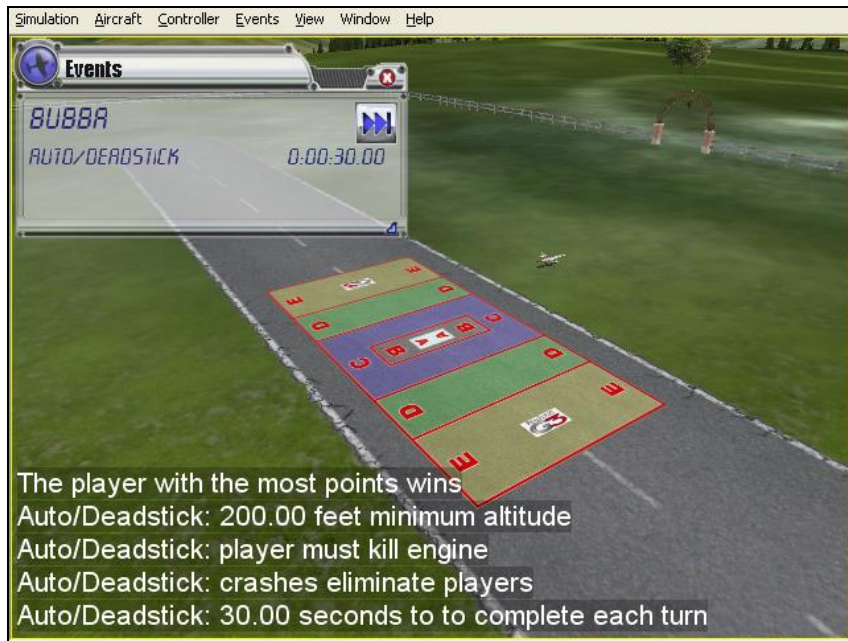 Simulation Aircraft Controller Events View Window Help
Events
BUBBA
AUTO/DEADSTICK 0:00:30.00
E E
D D
C B A A B C
D D
E G3 E
The player with the most points wins
Auto/Deadstick: 200.00 feet minimum altitude
Auto/Deadstick: player must kill engine
Auto/Deadstick: crashes eliminate players
Auto/Deadstick: 30.00 seconds to to complete each turn